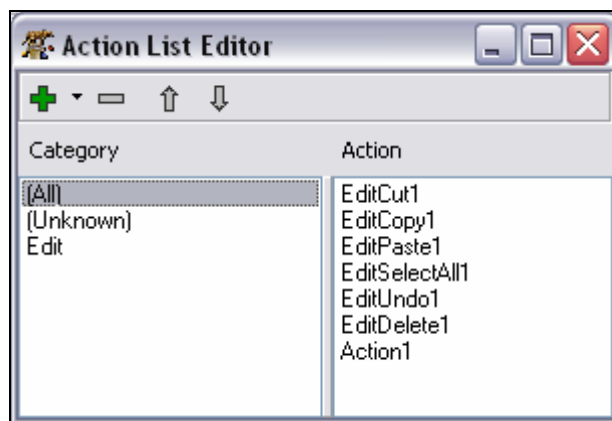 Action List Editor
Category
Action
(All)
(Unknown)
Edit
EditCut1
EditCopy1
EditPaste1
EditSelectAll1
EditUndo1
EditDelete1
Action1